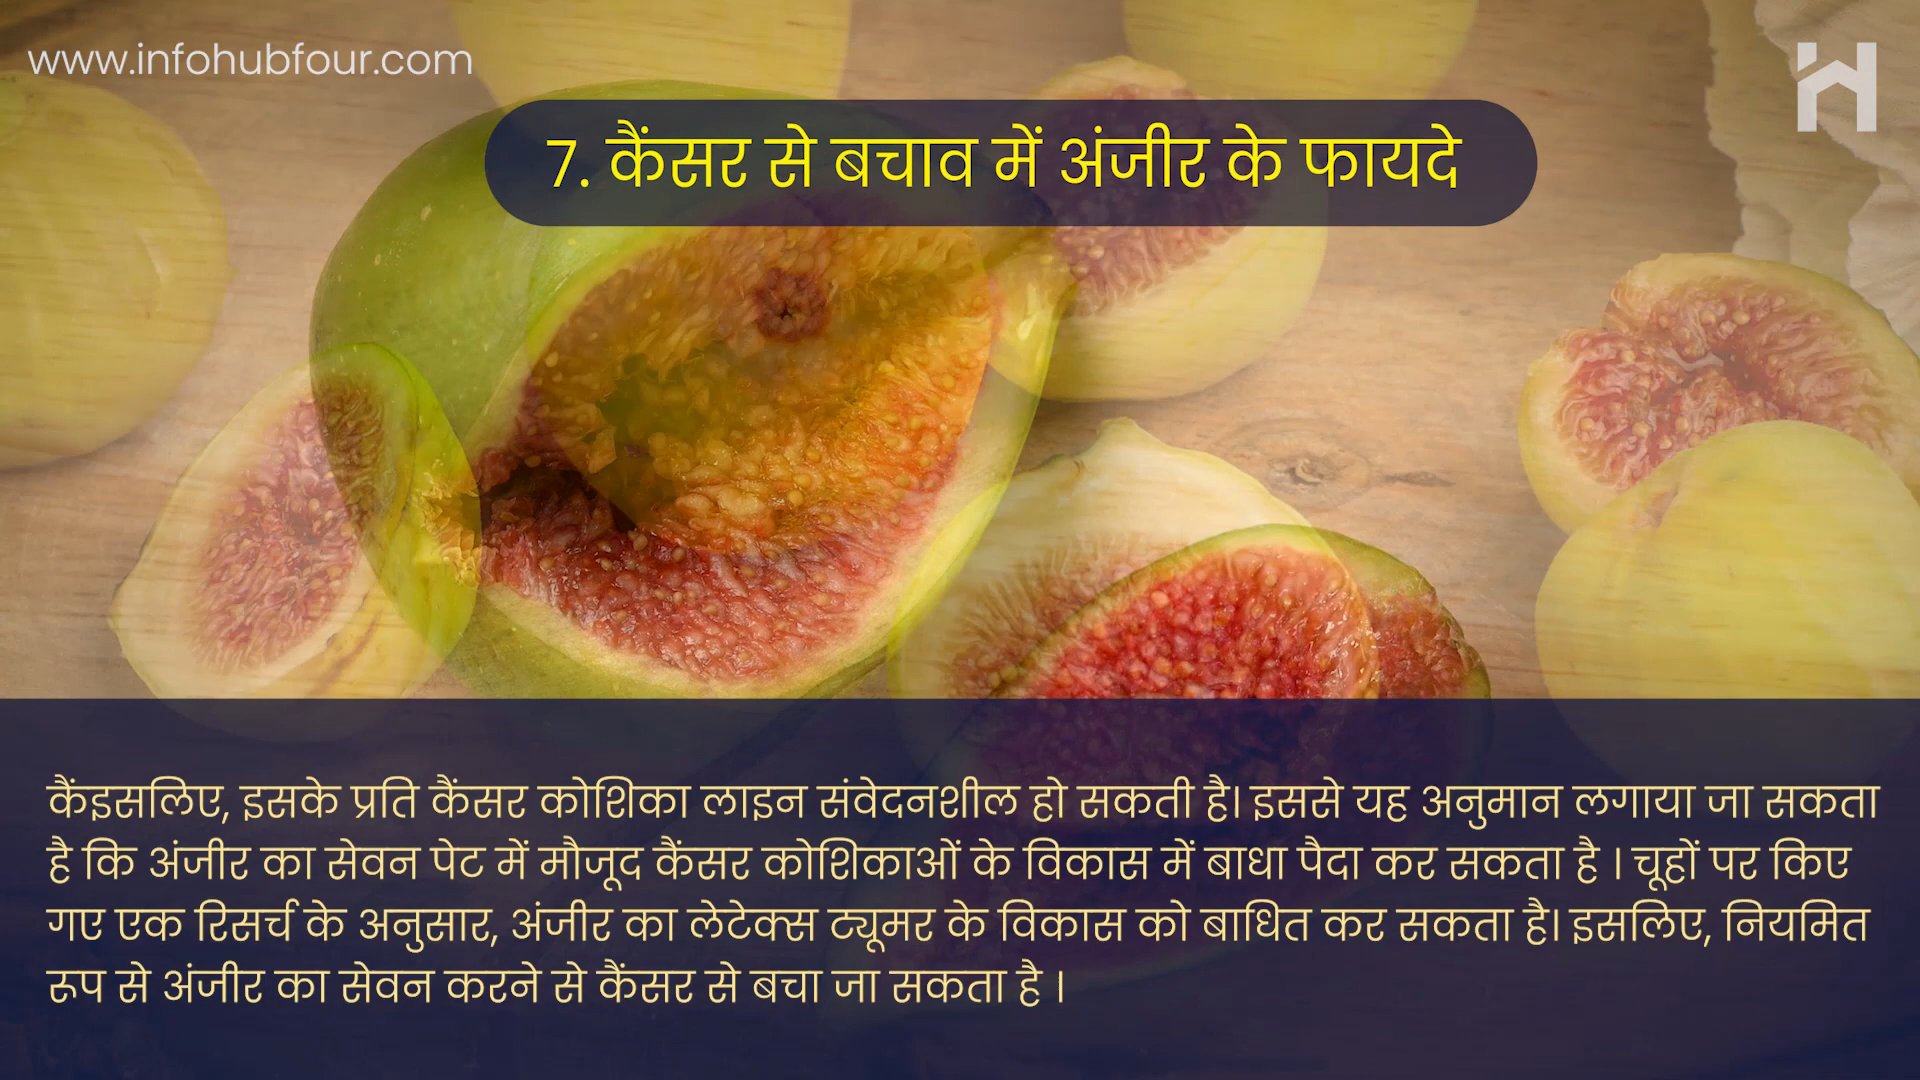 www.infohubfour.com
7. कैंसर से बचाव में अंजीर के फायदे
कैंइसलिए, इसके प्रति कैंसर कोशिका लाइन संवेदनशील हो सकती है। इससे यह अनुमान लगाया जा सकता
है कि अंजीर का सेवन पेट में मौजूद कैंसर कोशिकाओं के विकास में बाधा पैदा कर सकता है । चूहों पर किए
गए एक रिसर्च के अनुसार, अंजीर का लेटेक्स ट्यूमर के विकास को बाधित कर सकता है। इसलिए, नियमित
रूप से अंजीर का सेवन करने से कैंसर से बचा जा सकता है ।